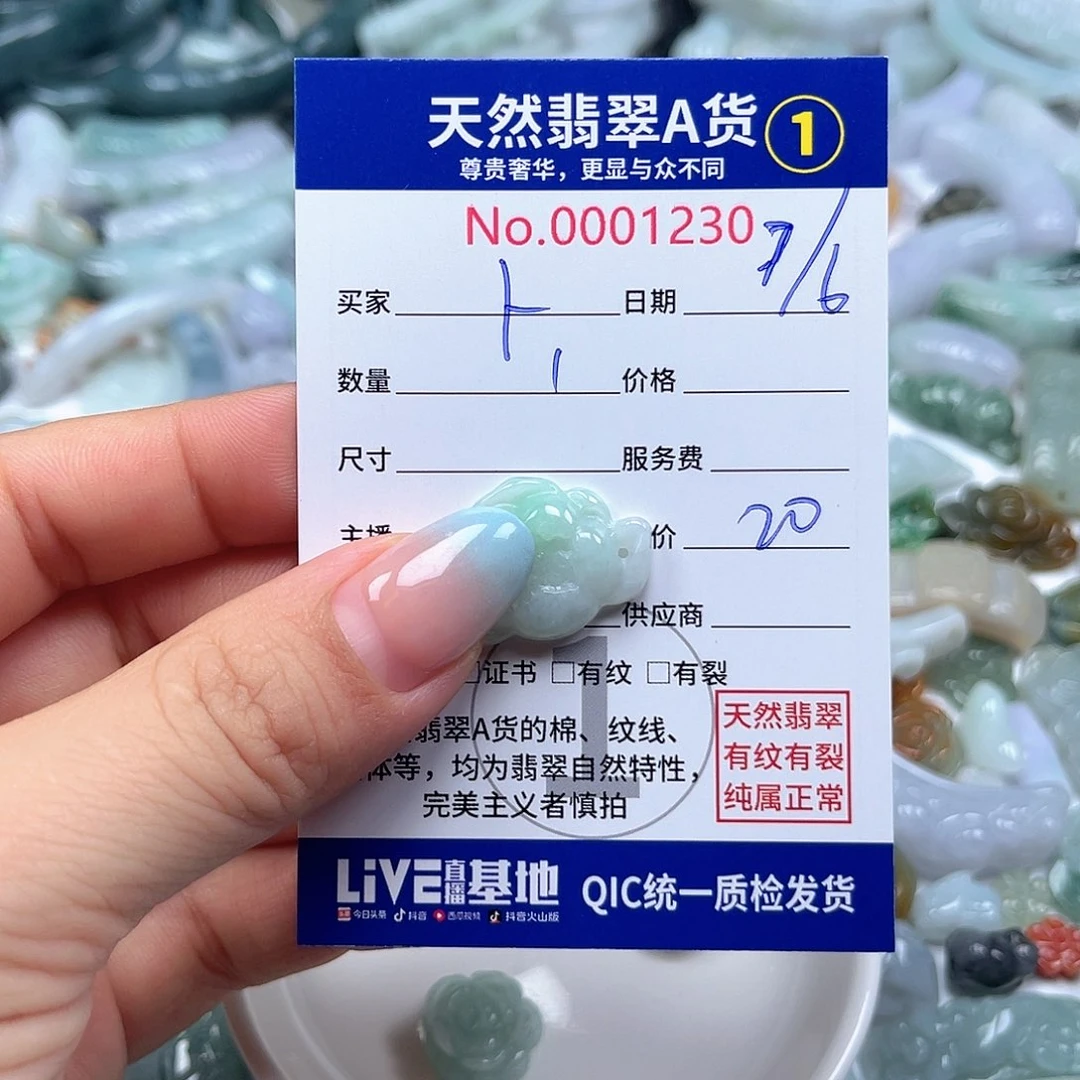 天然翡翠A货 1
尊贵奢华，更显与众不同
No.0001230
买家 日期 7/6
数量 1 价格
尺寸 服务费
主播 价 20
供应商
□证书 □有纹 □有裂
翡翠A货的棉、纹线、
体等，均为翡翠自然特性，
完美主义者慎拍
1
天然翡翠
有纹有裂
纯属正常
LiVE直播基地 QIC统一质检发货
今日头条 抖音 西瓜视频 抖音火山版